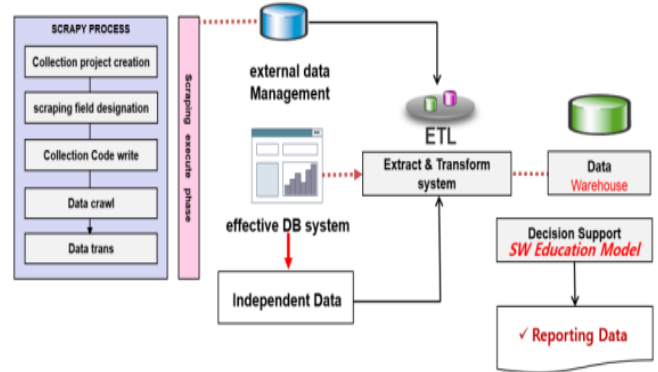 SCRAPY PROCESS
Collection project creation
scraping field designation
Collection Code write
Data crawl
Data trans
Scraping execute phase
external data
Management
effective DB system
Independent Data
ETL
Extract & Transform
system
Data
Warehouse
Decision Support
SW Education Model
✓ Reporting Data